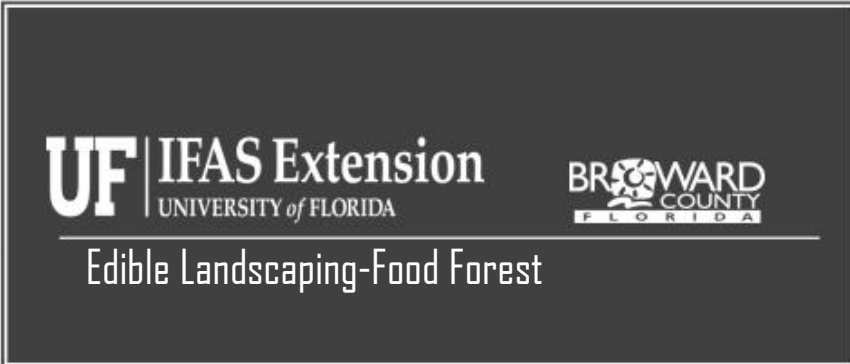 UF IFAS Extension
UNIVERSITY of FLORIDA
BROWARD
COUNTY
FLORIDA
Edible Landscaping-Food Forest